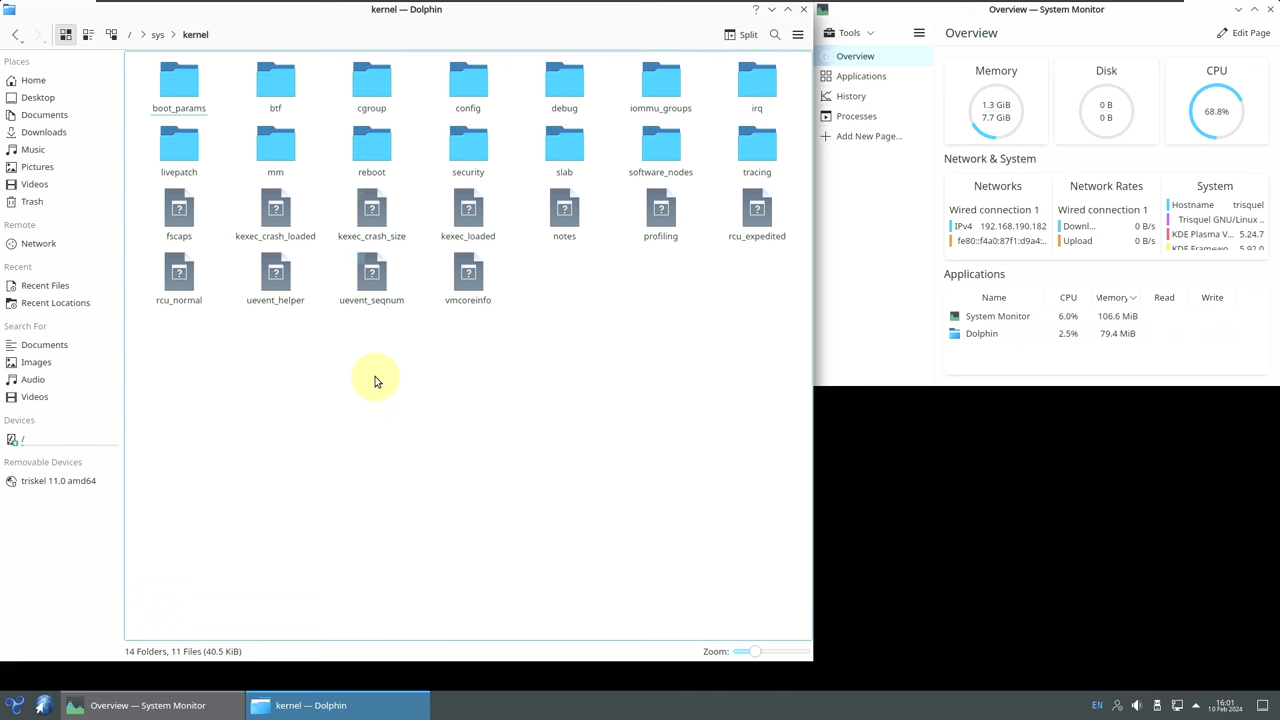 kernel — Dolphin
/ sys kernel
Split
Places
Home
Desktop
Documents
Downloads
Music
Pictures
Videos
Trash
Remote
Network
Recent
Recent Files
Recent Locations
Search For
Documents
Images
Audio
Videos
Devices
/
Removable Devices
triskel 11.0 amd64
boot_params btf cgroup config debug iommu_groups irq
livepatch mm reboot security slab software_nodes tracing
fscaps kexec_crash_loaded kexec_crash_size kexec_loaded notes profiling rcu_expedited
rcu_normal uevent_helper uevent_seqnum vmcoreinfo
14 Folders, 11 Files (40.5 KiB)
Zoom:
Overview — System Monitor
Tools
Overview
Applications
History
Processes
Add New Page...
Overview
Edit Page
Memory
1.3 GiB
7.7 GiB
Disk
0 B
0 B
CPU
68.8%
Network & System
Networks
Wired connection 1
IPv4 192.168.190.182
fe80::f4a0:87f1:d9a4:..
Network Rates
Wired connection 1
Downl... 0 B/s
Upload 0 B/s
System
Hostname trisquel
Trisquel GNU/Linux ..
KDE Plasma V... 5.24.7
KDE Framewo... 5.92.0
Applications
Name CPU Memory Read Write
System Monitor 6.0% 106.6 MiB
Dolphin 2.5% 79.4 MiB
Overview — System Monitor
kernel — Dolphin
EN
16:01
10 Feb 2024